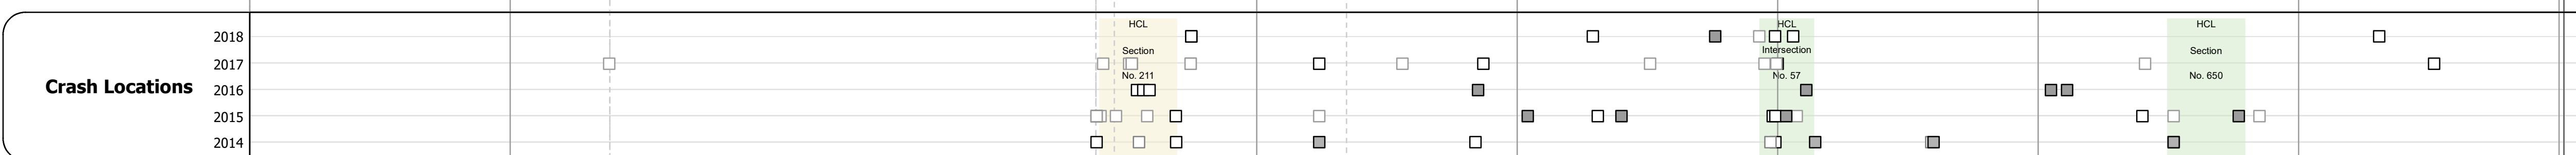 Crash Locations
2018
2017
2016
2015
2014
HCL
Section
No. 211
HCL
Intersection
No. 57
HCL
Section
No. 650